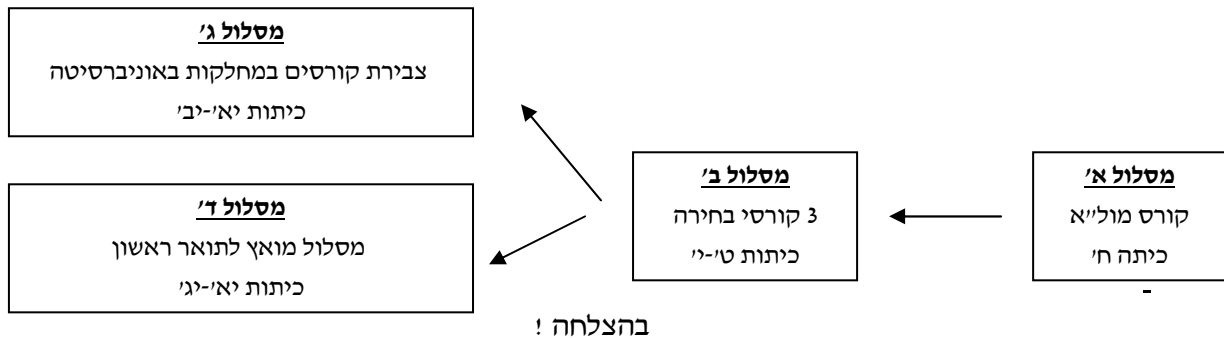 מסלול א'
קורס מול״א
כיתה ח'
-
מסלול ב'
3 קורסי בחירה
כיתות ט'-י'
מסלול ג'
צבירת קורסים במחלקות באוניברסיטה
כיתות יא'-יב'
מסלול ד'
מסלול מואץ לתואר ראשון
כיתות יא'-יג'
בהצלחה !